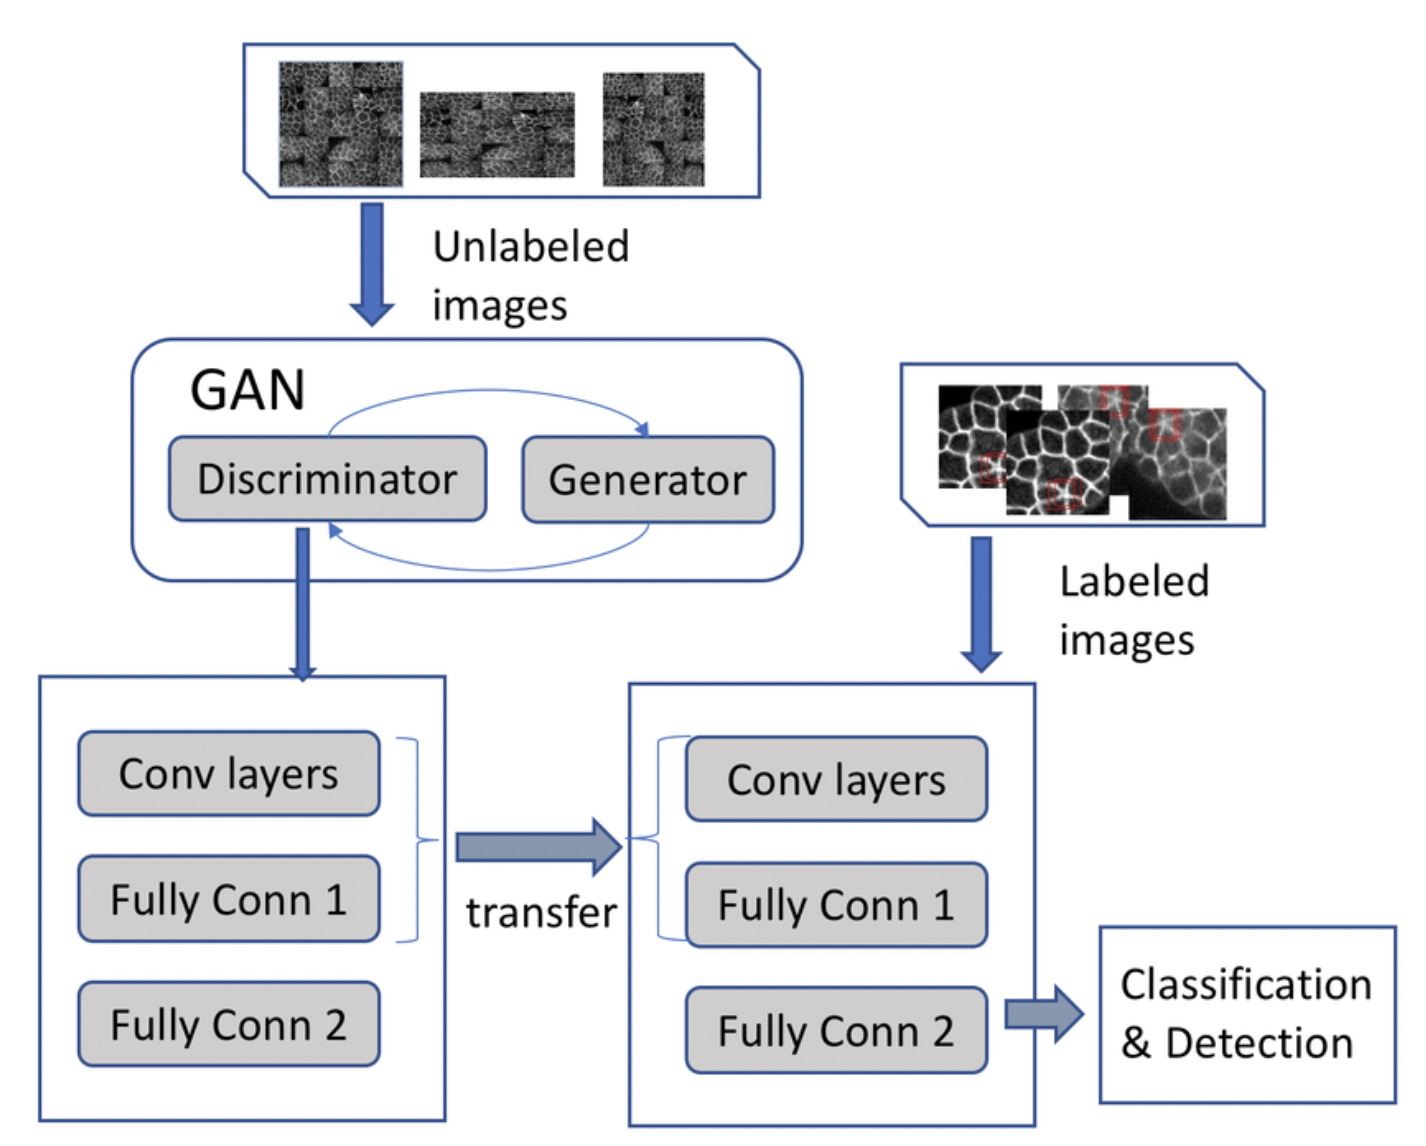 Unlabeled
images
GAN
Discriminator
Generator
Labeled
images
Conv layers
Fully Conn 1
Fully Conn 2
transfer
Conv layers
Fully Conn 1
Fully Conn 2
Classification
& Detection